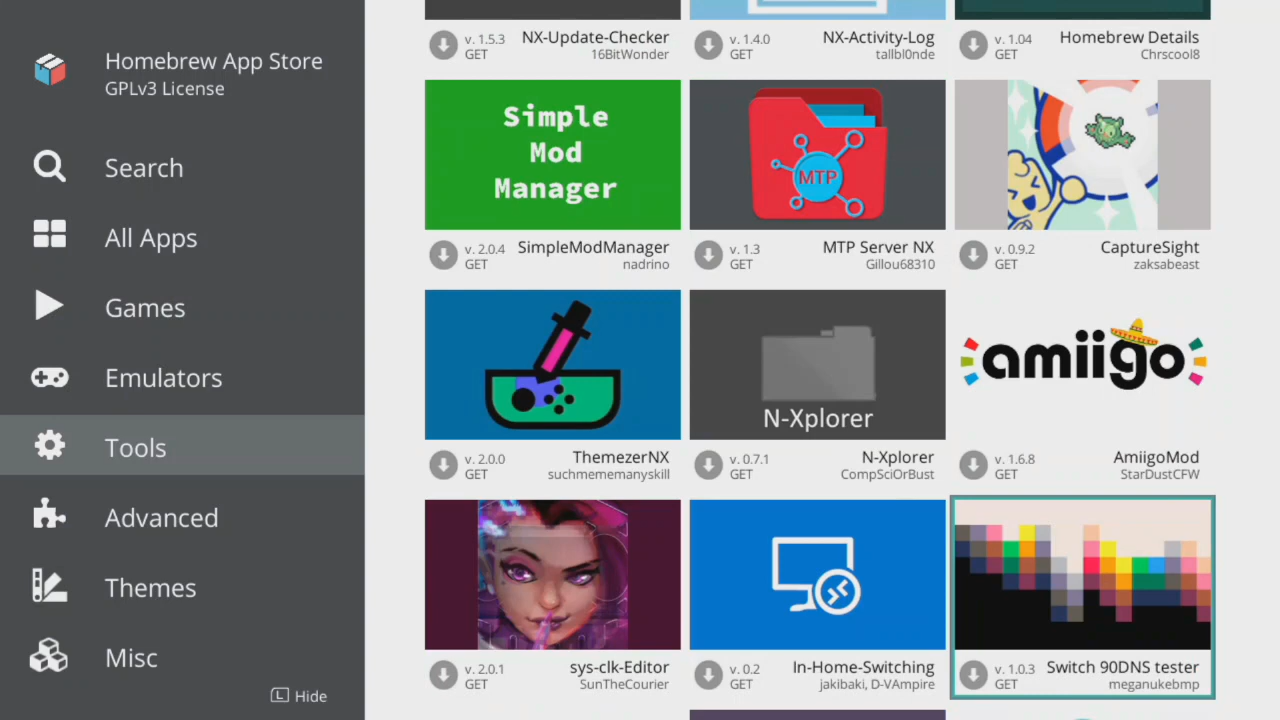 Homebrew App Store
GPLv3 License
Search
All Apps
Games
Emulators
Tools
Advanced
Themes
Misc
L Hide
v. 1.5.3 NX-Update-Checker
GET 16BitWonder
v. 1.4.0 NX-Activity-Log
GET tallbl0nde
v. 1.04 Homebrew Details
GET Chrscool8
Simple
Mod
Manager
v. 2.0.4 SimpleModManager
GET nadrino
MTP
v. 1.3 MTP Server NX
GET Gillou68310
v. 0.9.2 CaptureSight
GET zaksabeast
v. 2.0.0 ThemezerNX
GET suchmememanyskill
N-Xplorer
v. 0.7.1 N-Xplorer
GET CompSciOrBust
amiigo
v. 1.6.8 AmiigoMod
GET StarDustCFW
v. 2.0.1 sys-clk-Editor
GET SunTheCourier
v. 0.2 In-Home-Switching
GET jakibaki, D-VAmpire
v. 1.0.3 Switch 90DNS tester
GET meganukebmp